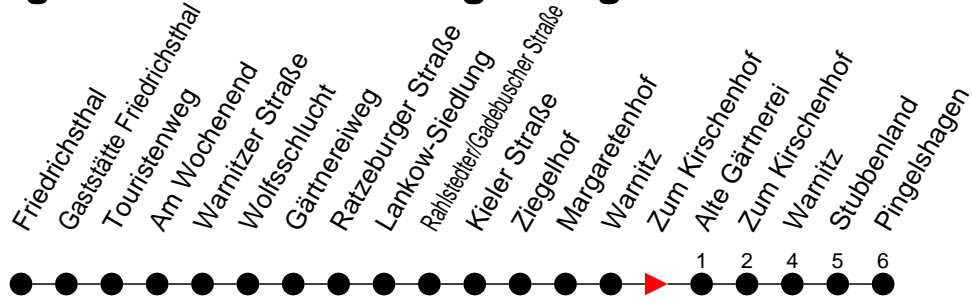 Friedrichsthal
Gaststätte Friedrichsthal
Touristenweg
Am Wochenend
Warnitzer Straße
Wolfsschlucht
Gärtnereiweg
Ratzeburger Straße
Lankow-Siedlung
Rahlstedter/Gadebuscher Straße
Kieler Straße
Ziegelhof
Margaretenhof
Warnitz
Zum Kirschenhof
Alte Gärtnerei
Zum Kirschenhof
Warnitz
Stubbenland
Pingelshagen
1 2 4 5 6